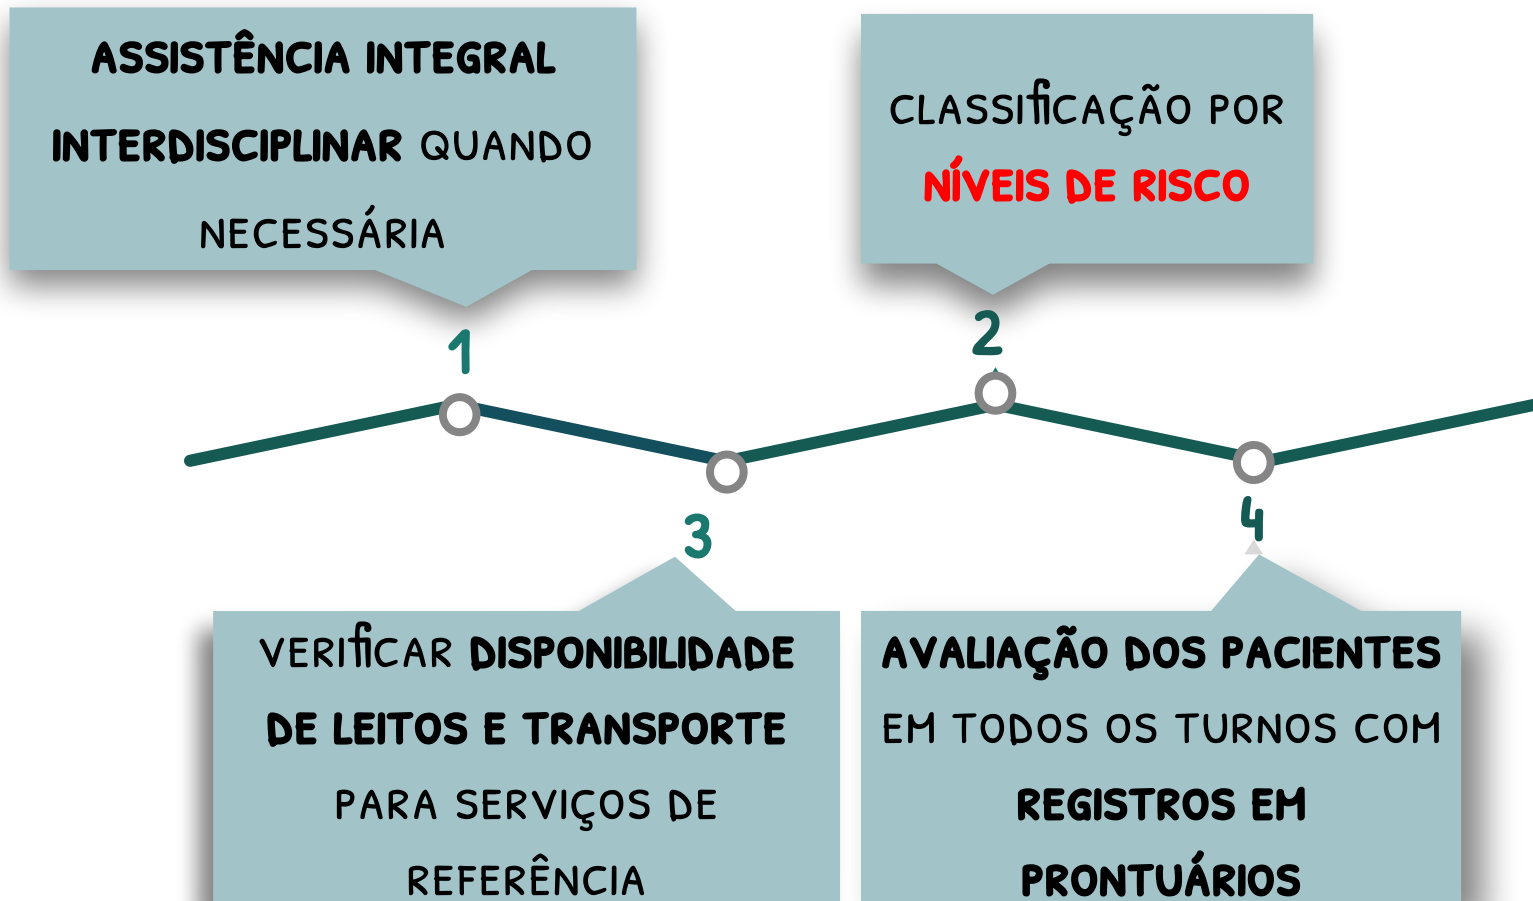 ASSISTÊNCIA INTEGRAL
INTERDISCIPLINAR QUANDO
NECESSÁRIA
1
CLASSIFICAÇÃO POR
NÍVEIS DE RISCO
2
3
VERIFICAR DISPONIBILIDADE
DE LEITOS E TRANSPORTE
PARA SERVIÇOS DE
REFERÊNCIA
4
AVALIAÇÃO DOS PACIENTES
EM TODOS OS TURNOS COM
REGISTROS EM
PRONTUÁRIOS